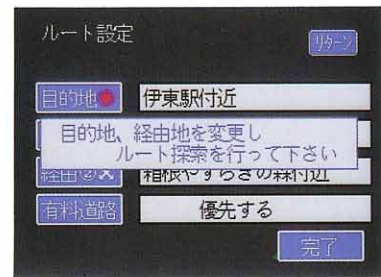 ルート設定
リターン
目的地
伊東駅付近
目的地、経由地を変更し
ルート探索を行って下さい
経由②
箱根やすらぎの森付近
有料道路
優先する
完了